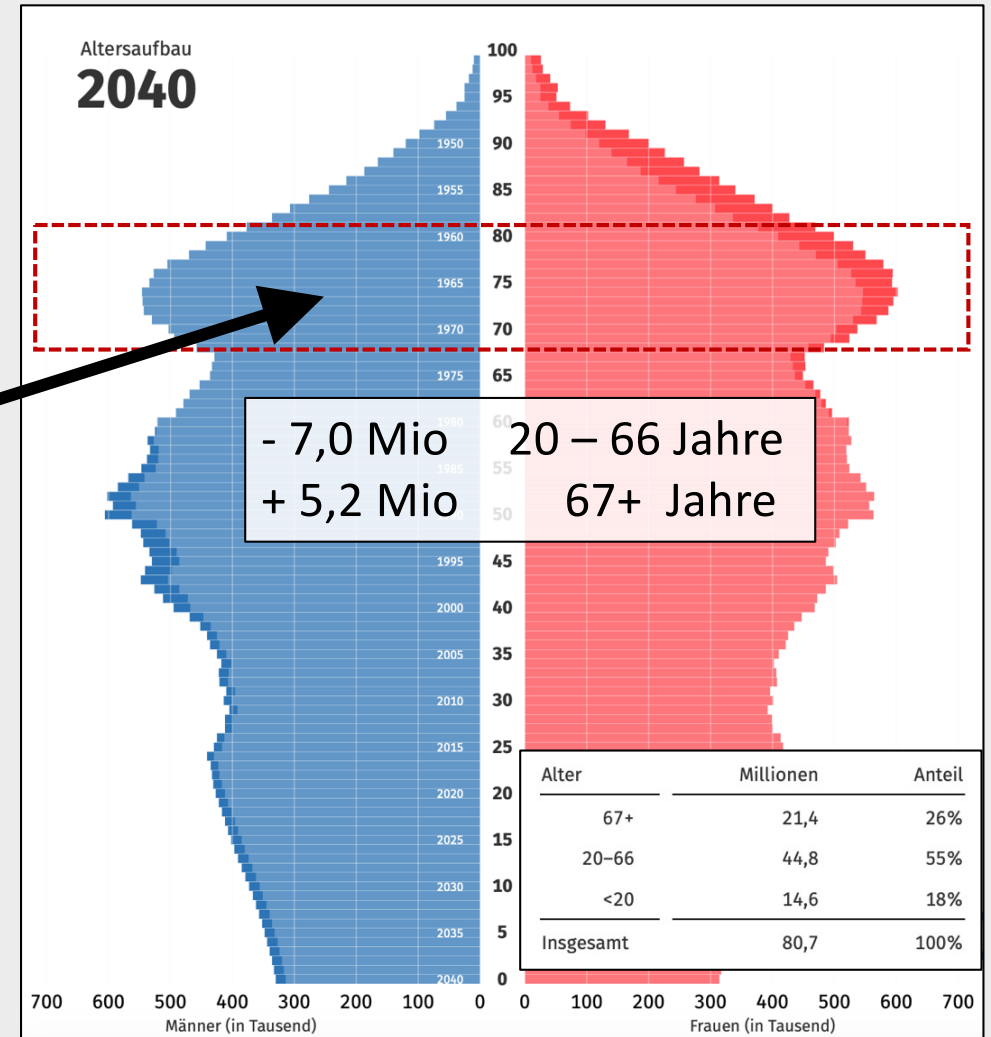 Altersaufbau
2040
100
95
1950 90
1955 85
1960 80
1965 75
1970 70
1975 65
1980 60
1985 55
50
1995 45
2000 40
2005 35
2010 30
2015 25
2020 20
2025 15
2030 10
2035 5
2040 0
- 7,0 Mio 20 – 66 Jahre
+ 5,2 Mio 67+ Jahre
Alter Millionen Anteil
67+ 21,4 26%
20–66 44,8 55%
<20 14,6 18%
Insgesamt 80,7 100%
700 600 500 400 300 200 100 0 0 100 200 300 400 500 600 700
Männer (in Tausend) Frauen (in Tausend)